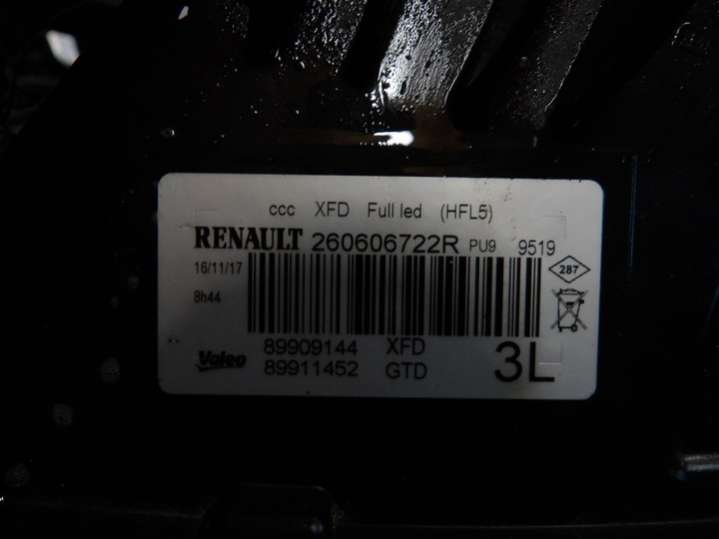 ccc XFD Full led (HFL5)
RENAULT 260606722R PU9 9519
16/11/17
287
8h44
Valeo 89909144 XFD
89911452 GTD
3L